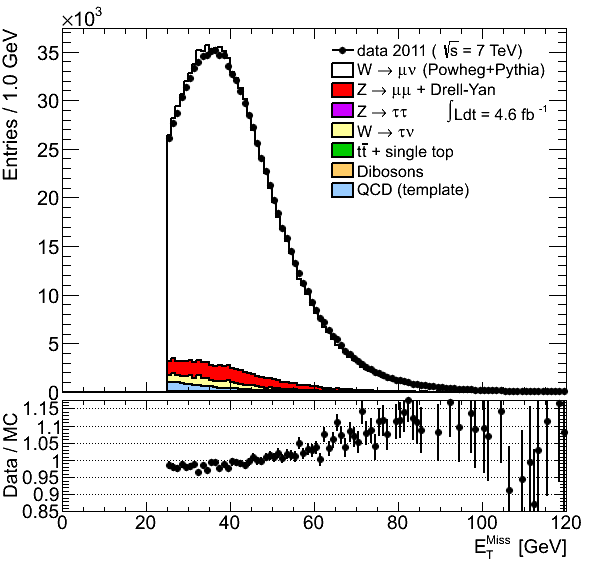 ×10³
Entries / 1.0 GeV
35
30
25
20
15
10
5
0
data 2011 ( √s = 7 TeV)
W → μν (Powheg+Pythia)
Z → μμ + Drell-Yan
Z → ττ
∫Ldt = 4.6 fb⁻¹
W → τν
tt̅ + single top
Dibosons
QCD (template)
Data / MC
1.15
1.1
1.05
0.95
0.9
0.85
0 20 40 60 80 100 120
E_T^Miss [GeV]